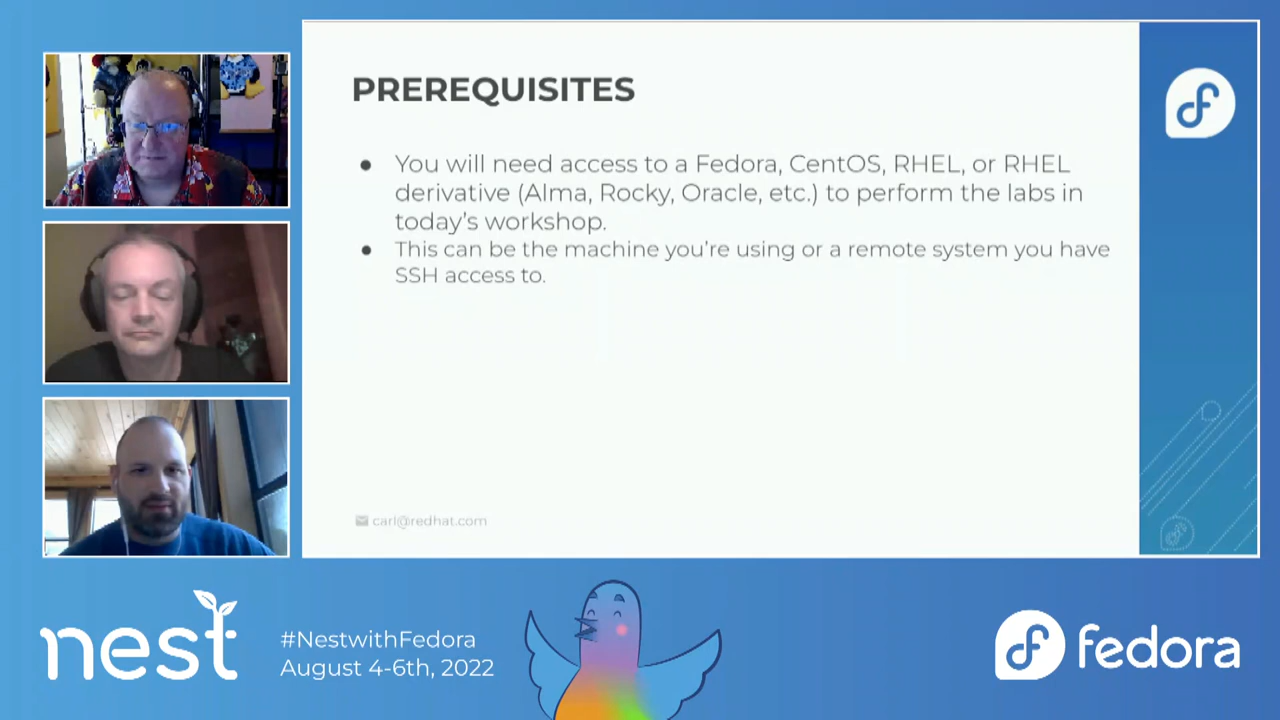 PREREQUISITES
● You will need access to a Fedora, CentOS, RHEL, or RHEL
derivative (Alma, Rocky, Oracle, etc.) to perform the labs in
today’s workshop.
● This can be the machine you’re using or a remote system you have
SSH access to.
carl@redhat.com
nest
#NestwithFedora
August 4-6th, 2022
fedora